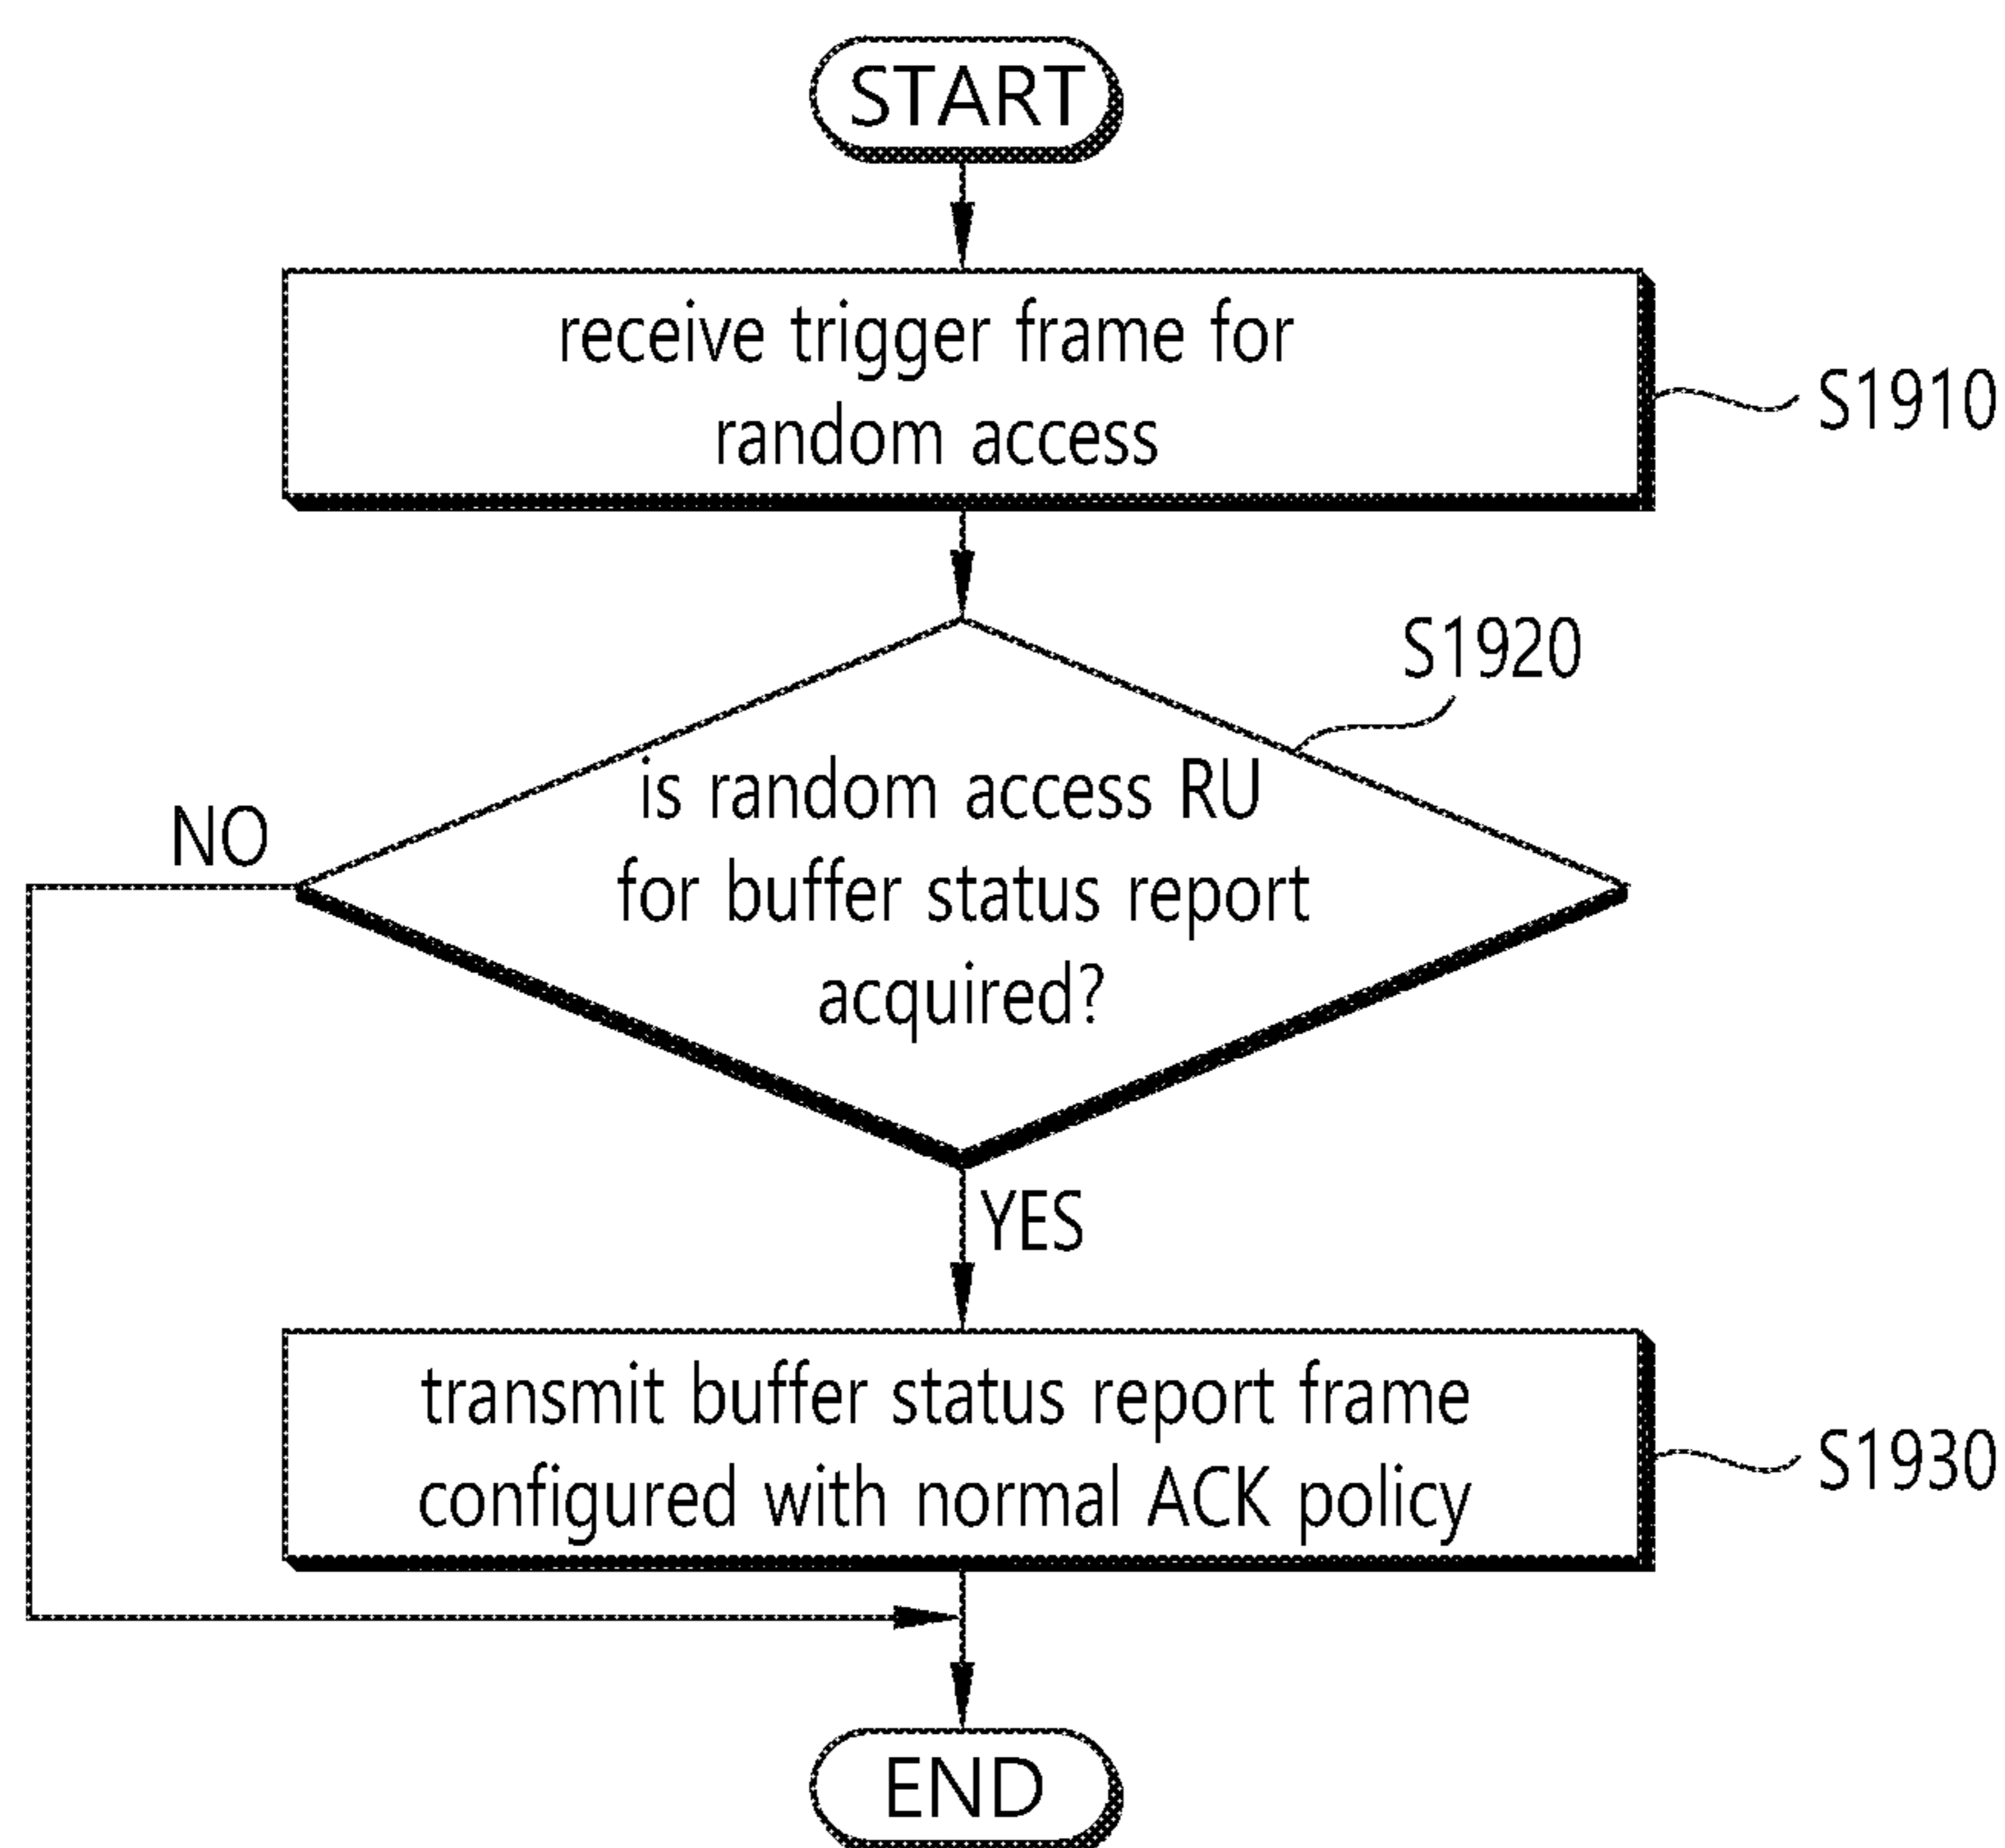 START
receive trigger frame for
random access
S1910
S1920
is random access RU
for buffer status report
acquired?
NO
YES
transmit buffer status report frame
configured with normal ACK policy
S1930
END